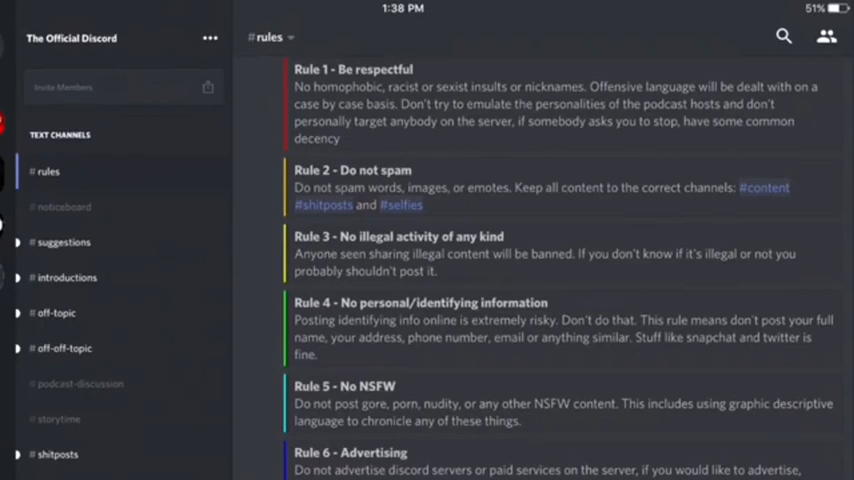 1:38 PM
51%
The Official Discord
#rules
Invite Members
TEXT CHANNELS
# rules
# noticeboard
# suggestions
# introductions
# off-topic
# off-off-topic
# podcast-discussion
# storytime
# shitposts
Rule 1 - Be respectful
No homophobic, racist or sexist insults or nicknames. Offensive language will be dealt with on a
case by case basis. Don't try to emulate the personalities of the podcast hosts and don't
personally target anybody on the server, if somebody asks you to stop, have some common
decency
Rule 2 - Do not spam
Do not spam words, images, or emotes. Keep all content to the correct channels: #content
#shitposts and #selfies
Rule 3 - No illegal activity of any kind
Anyone seen sharing illegal content will be banned. If you don't know if it's illegal or not you
probably shouldn't post it.
Rule 4 - No personal/identifying information
Posting identifying info online is extremely risky. Don't do that. This rule means don't post your full
name, your address, phone number, email or anything similar. Stuff like snapchat and twitter is
fine.
Rule 5 - No NSFW
Do not post gore, porn, nudity, or any other NSFW content. This includes using graphic descriptive
language to chronicle any of these things.
Rule 6 - Advertising
Do not advertise discord servers or paid services on the server, if you would like to advertise,